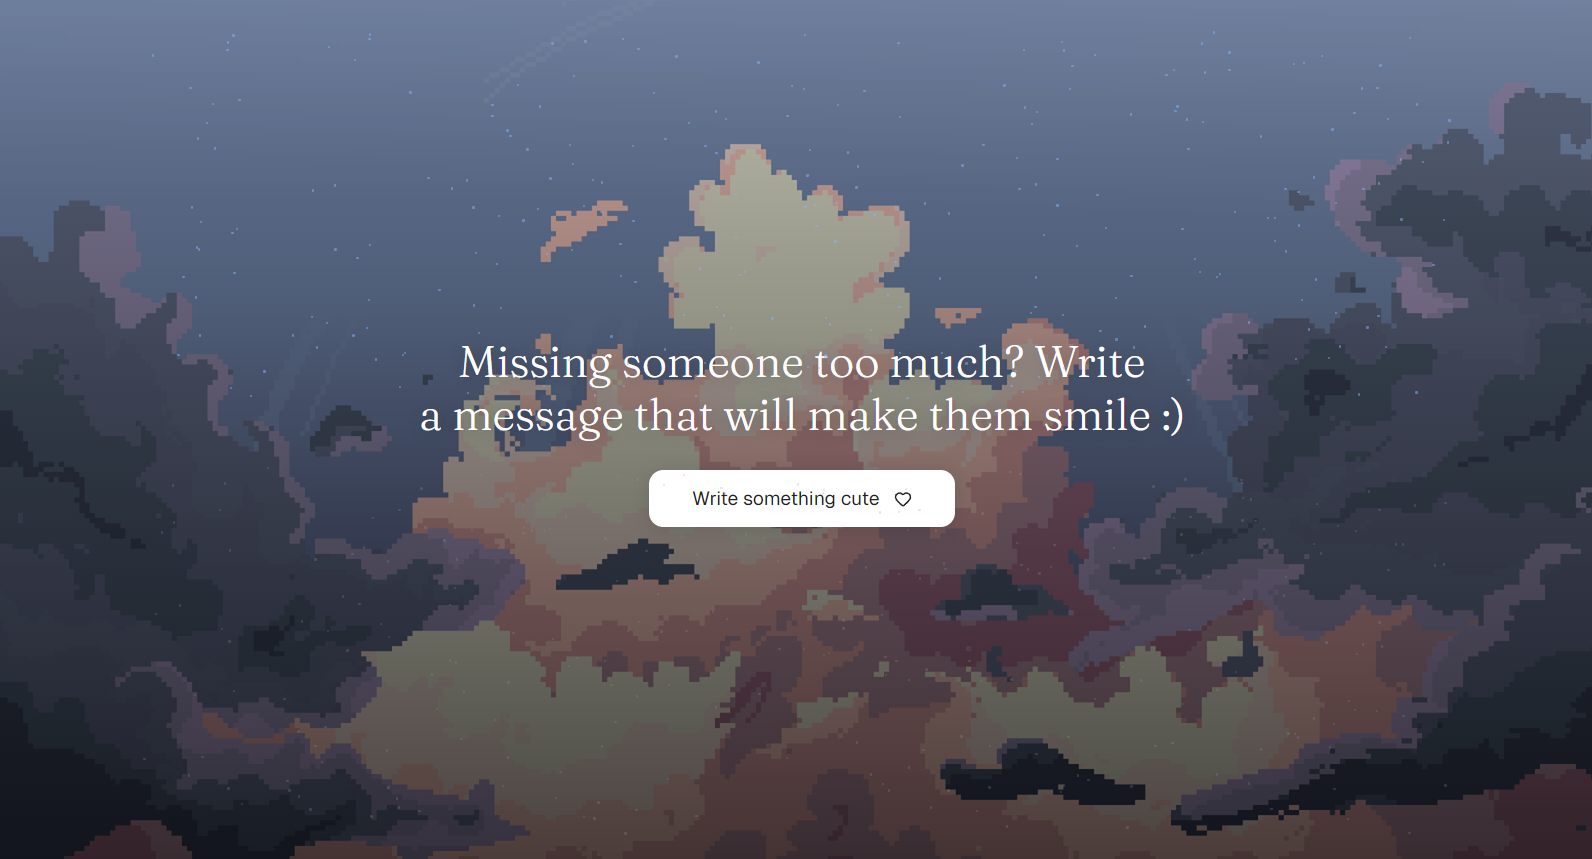 Missing someone too much? Write
a message that will make them smile :)
Write something cute